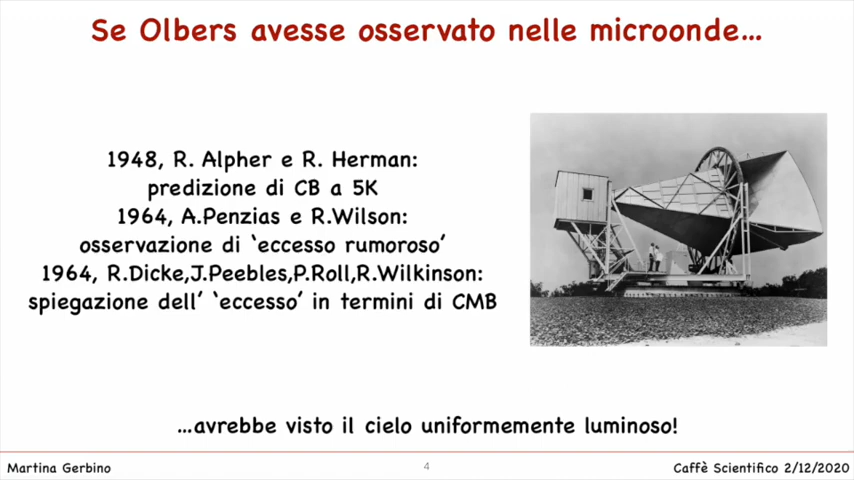 Se Olbers avesse osservato nelle microonde...
1948, R. Alpher e R. Herman:
predizione di CB a 5K
1964, A.Penzias e R.Wilson:
osservazione di ‘eccesso rumoroso’
1964, R.Dicke,J.Peebles,P.Roll,R.Wilkinson:
spiegazione dell’ ‘eccesso’ in termini di CMB
...avrebbe visto il cielo uniformemente luminoso!
Martina Gerbino
4
Caffè Scientifico 2/12/2020